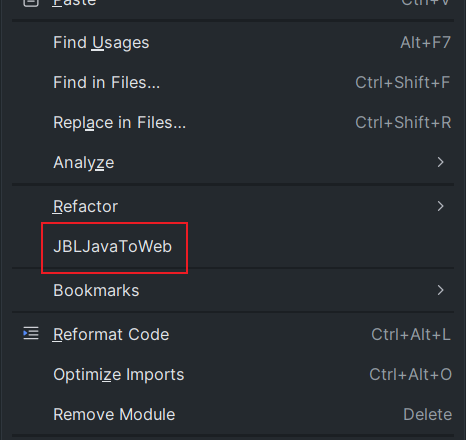 Paste Ctrl+V
Find Usages Alt+F7
Find in Files... Ctrl+Shift+F
Replace in Files... Ctrl+Shift+R
Analyze
Refactor
JBLJavaToWeb
Bookmarks
Reformat Code Ctrl+Alt+L
Optimize Imports Ctrl+Alt+O
Remove Module Delete